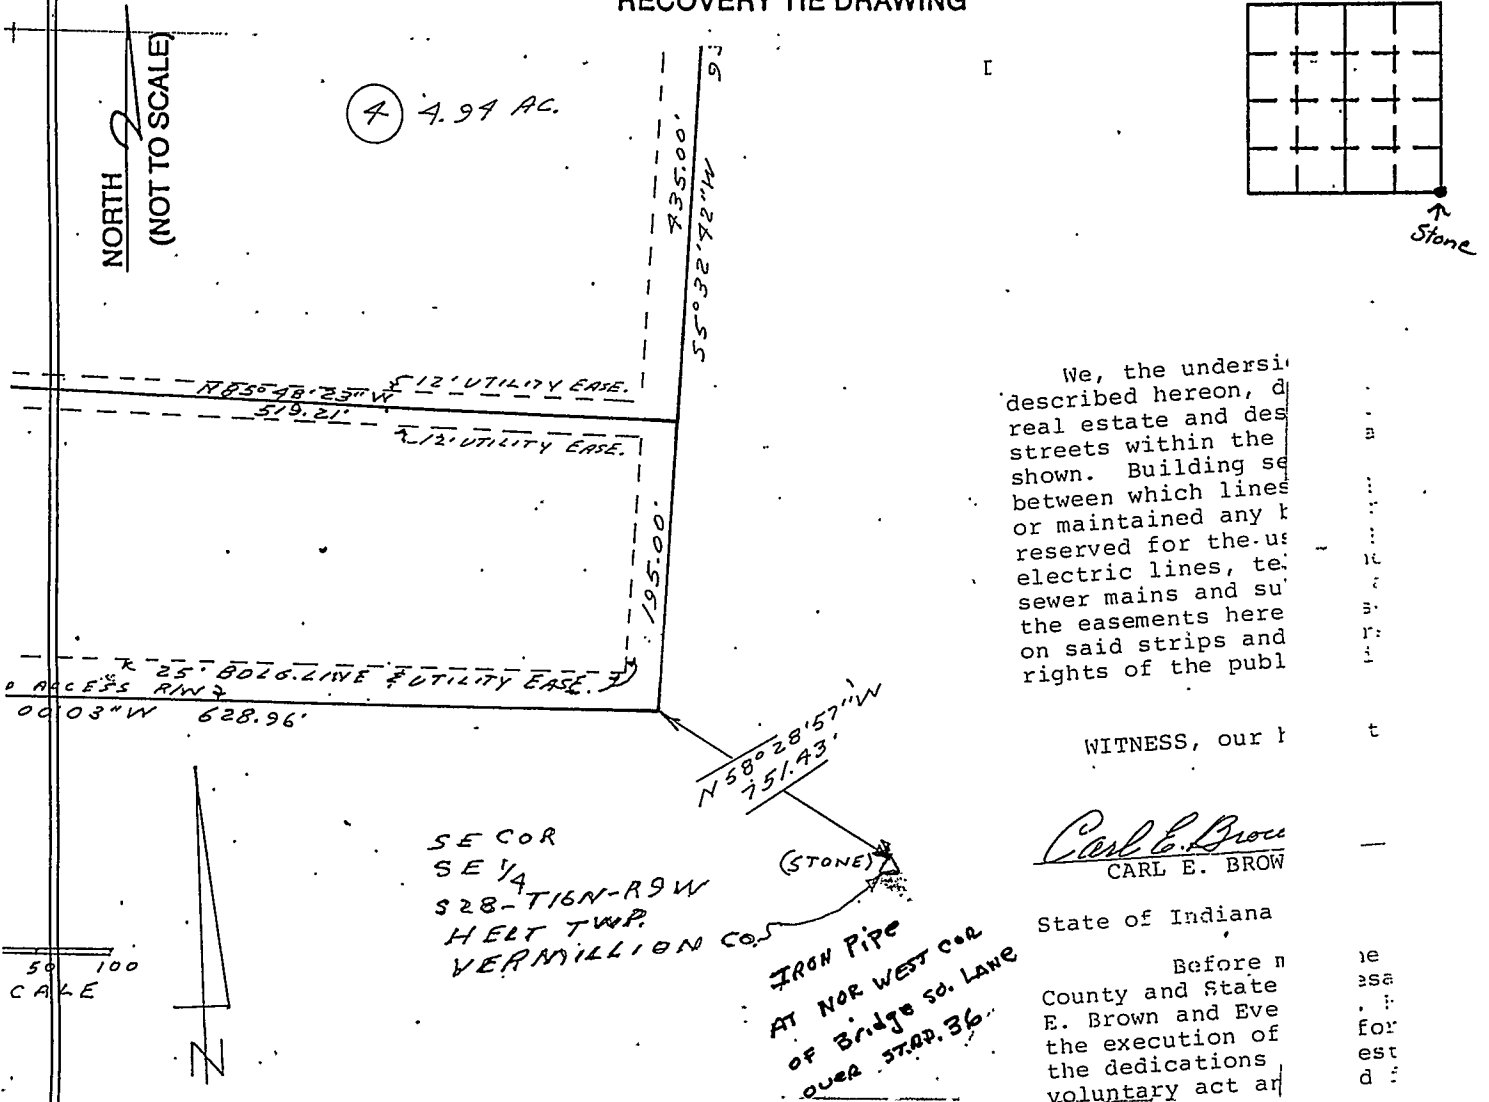 RECOVERY TIE DRAWING
NORTH
(NOT TO SCALE)
4 4.94 AC.
435.00'
55°32'42"W
Stone
12' UTILITY EASE.
N85°48'23"W
519.21'
12' UTILITY EASE.
195.00'
25' BDLG. LINE & UTILITY EASE.
ACCESS R/W
00'03"W 628.96'
N58°28'57"W
751.43'
(STONE)
SE COR
SE 1/4
S28-T16N-R9W
HELT TWP.
VERMILLION CO.
IRON PIPE
AT NOR WEST COR
OF Bridge SO. LANE
OVER ST.RD. 36
50 100
CALE
N
We, the undersi
described hereon, d
real estate and des
streets within the
shown. Building se
between which lines
or maintained any
reserved for the us
electric lines, te
sewer mains and su
the easements here
on said strips and
rights of the publ
WITNESS, our
Carl E. Brow
CARL E. BROW
State of Indiana
Before
County and State
E. Brown and Eve
the execution of for
the dedications est
voluntary act an